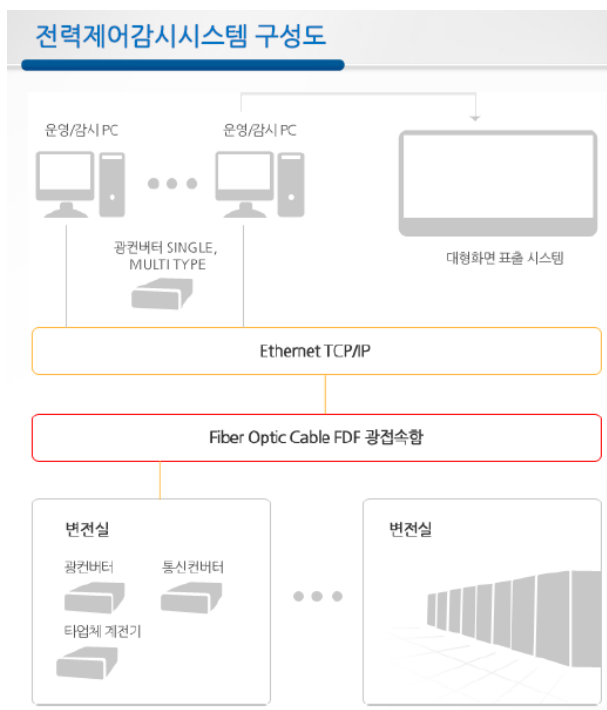 전력제어감시시스템 구성도
운영/감시 PC
운영/감시 PC
광컨버터 SINGLE,
MULTI TYPE
대형화면 표출 시스템
Ethernet TCP/IP
Fiber Optic Cable FDF 광접속함
변전실
광컨버터
통신컨버터
타업체 계전기
변전실